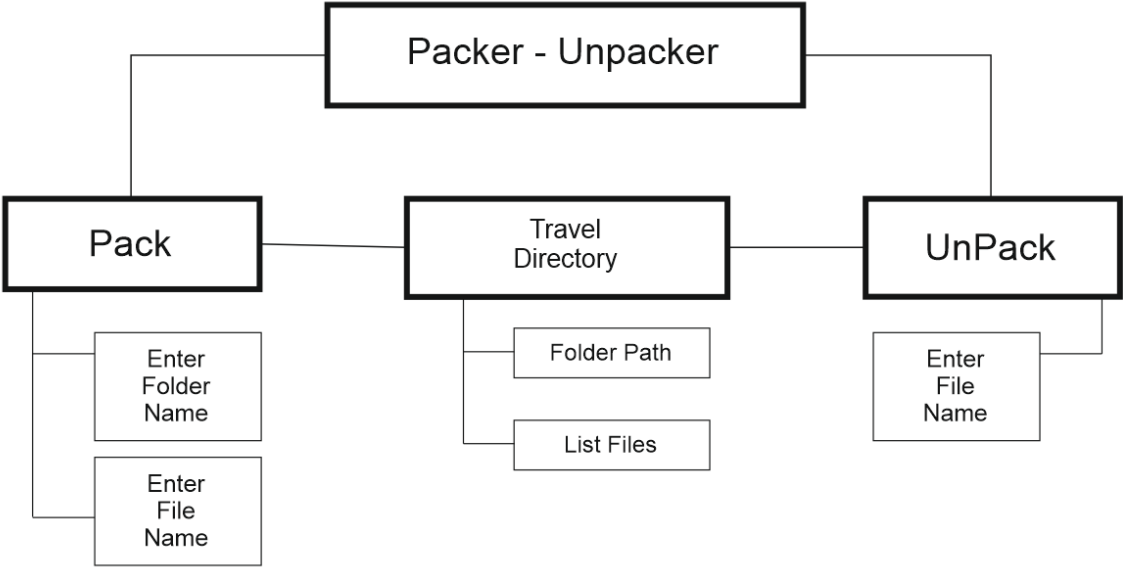 Packer - Unpacker
Pack
Travel
Directory
UnPack
Enter
Folder
Name
Enter
File
Name
Folder Path
List Files
Enter
File
Name